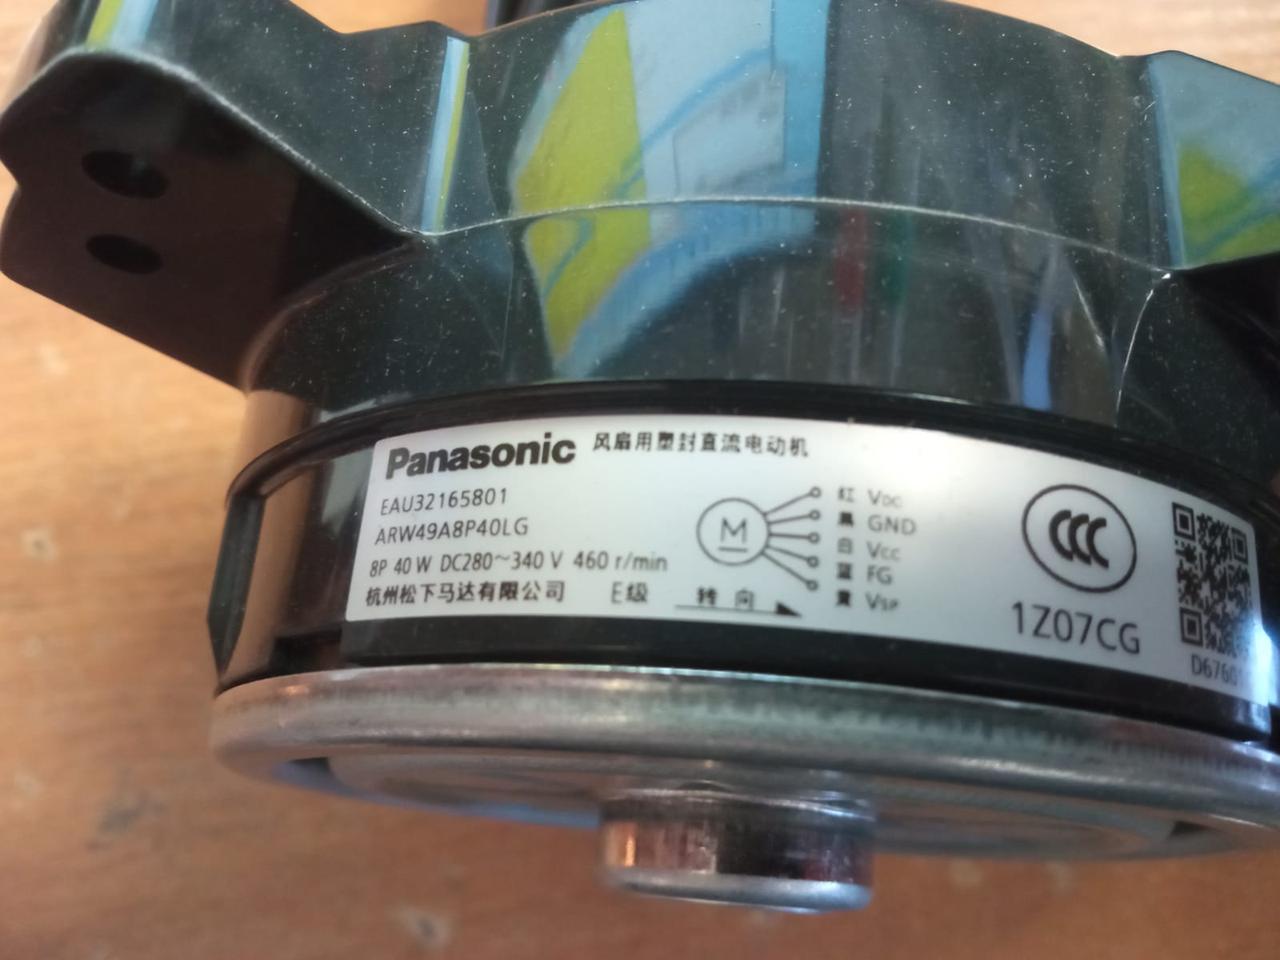 Panasonic 风扇用塑封直流电动机
EAU32165801
ARW49A8P40LG
8P 40 W DC280～340 V 460 r/min
杭州松下马达有限公司 E级
M
红 VDC
黑 GND
白 VCC
蓝 FG
黄 VSP
转向
CCC
1Z07CG